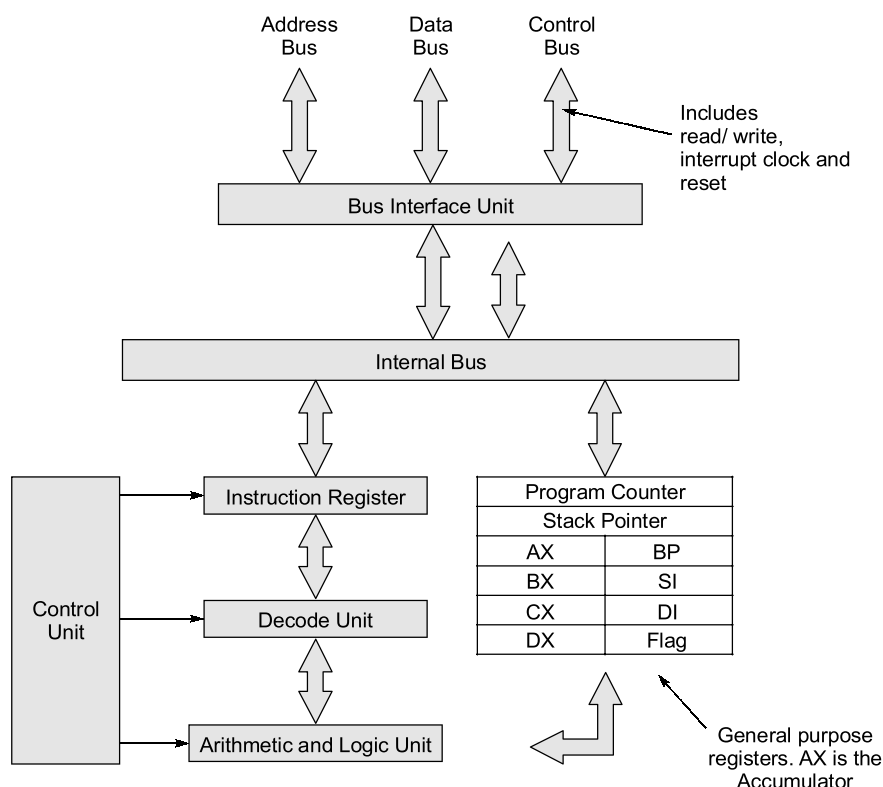 Address
Bus
Data
Bus
Control
Bus
Includes
read/ write,
interrupt clock and
reset
Bus Interface Unit
Internal Bus
Instruction Register
Program Counter
Stack Pointer
AX
BP
BX
SI
CX
DI
DX
Flag
Control
Unit
Decode Unit
Arithmetic and Logic Unit
General purpose
registers. AX is the
Accumulator